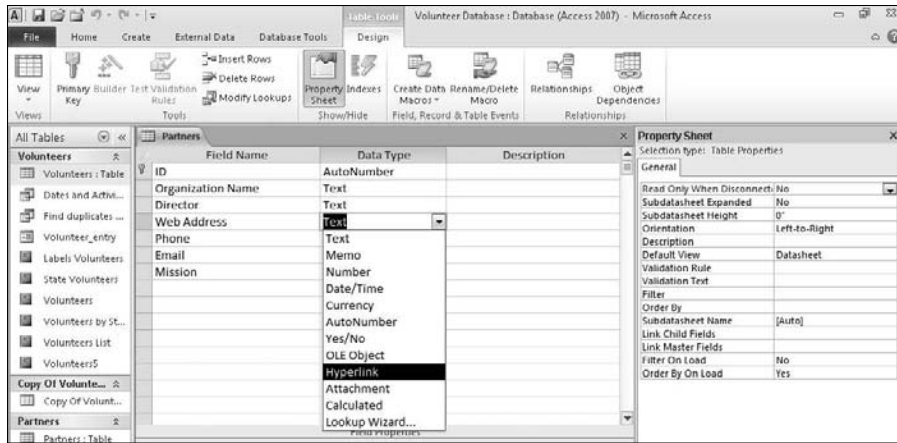 Table Tools
Volunteer Database : Database (Access 2007) - Microsoft Access
File Home Create External Data Database Tools Design
View
Primary Key
Builder
Test Validation Rules
Insert Rows
Delete Rows
Modify Lookups
Property Sheet
Indexes
Create Data Macros
Rename/Delete Macro
Relationships
Object Dependencies
Views Tools Show/Hide Field, Record & Table Events Relationships
All Tables
Volunteers
Volunteers : Table
Dates and Activi...
Find duplicates ...
Volunteer_entry
Labels Volunteers
State Volunteers
Volunteers
Volunteers by St...
Volunteers List
Volunteers5
Copy Of Volunte...
Copy Of Volunt...
Partners
Partners : Table
Partners
Field Name Data Type Description
ID AutoNumber
Organization Name Text
Director Text
Web Address Text
Phone
Email
Mission
Text
Memo
Number
Date/Time
Currency
AutoNumber
Yes/No
OLE Object
Hyperlink
Attachment
Calculated
Lookup Wizard...
Field Properties
Property Sheet
Selection type: Table Properties
General
Read Only When Disconnecti No
Subdatasheet Expanded No
Subdatasheet Height 0"
Orientation Left-to-Right
Description
Default View Datasheet
Validation Rule
Validation Text
Filter
Order By
Subdatasheet Name [Auto]
Link Child Fields
Link Master Fields
Filter On Load No
Order By On Load Yes